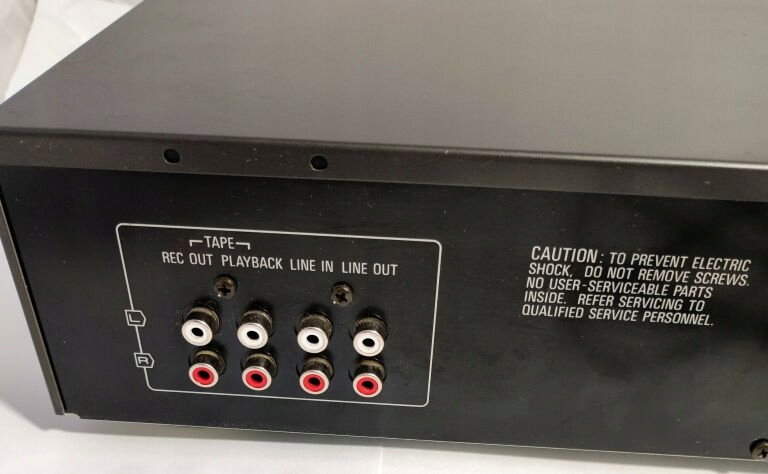 TAPE
REC OUT PLAYBACK LINE IN LINE OUT
L
R
CAUTION: TO PREVENT ELECTRIC
SHOCK, DO NOT REMOVE SCREWS.
NO USER-SERVICEABLE PARTS
INSIDE. REFER SERVICING TO
QUALIFIED SERVICE PERSONNEL.